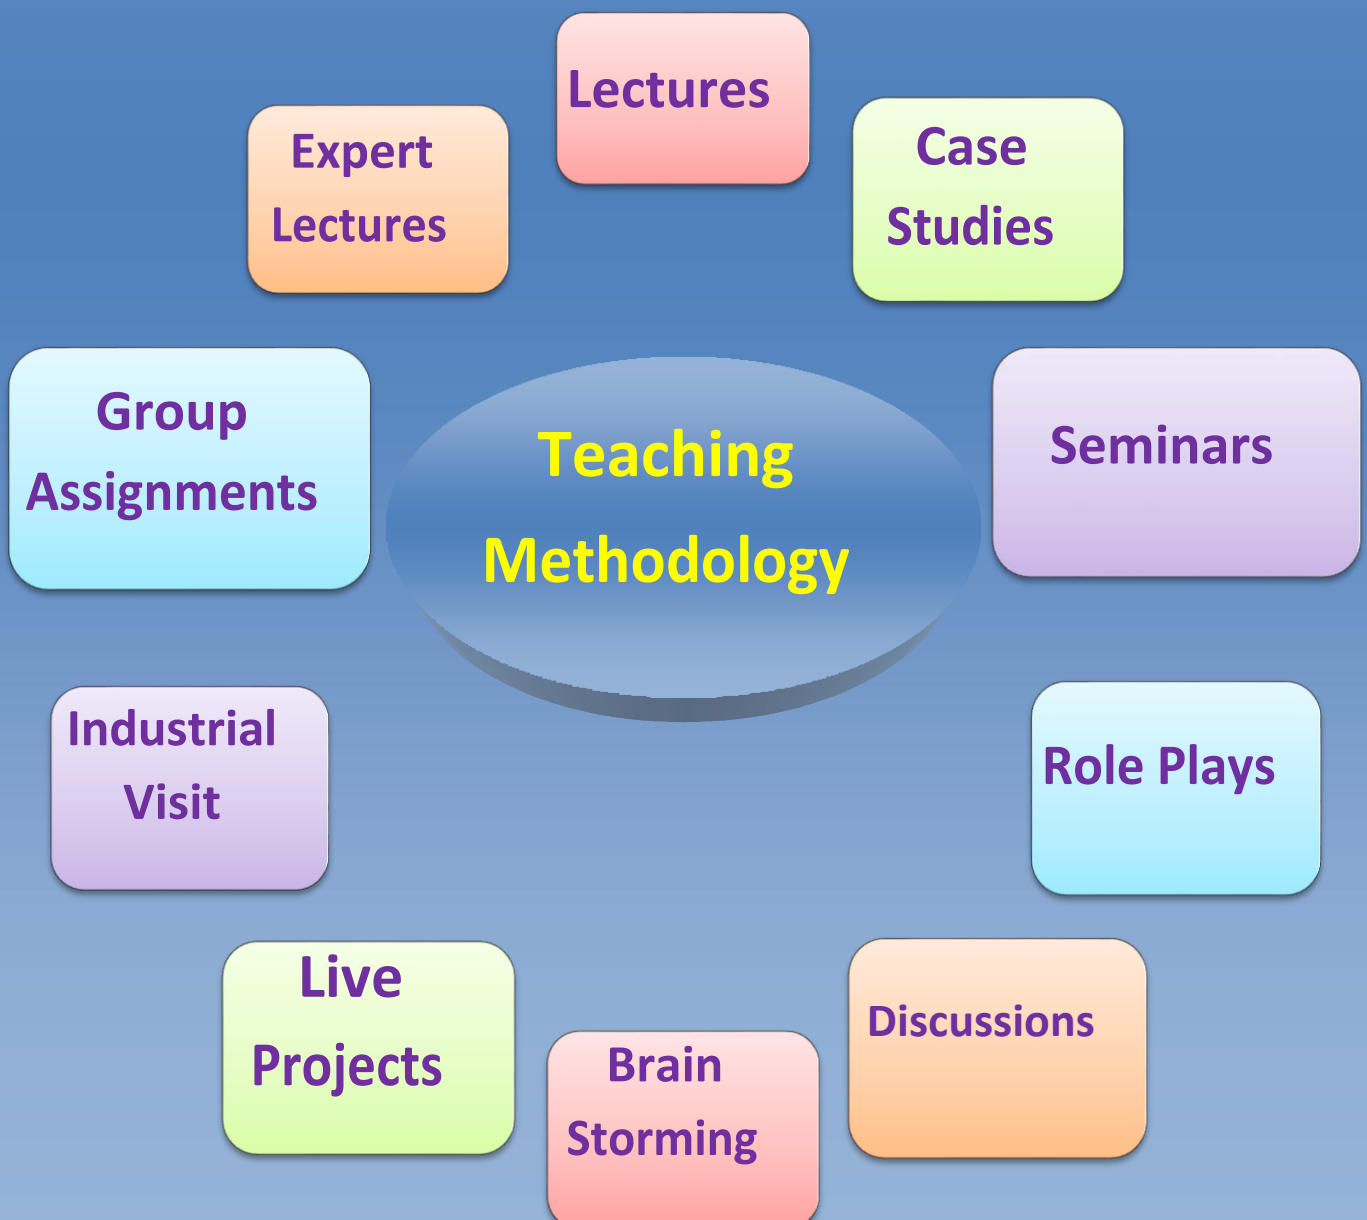 Lectures
Expert
Lectures
Case
Studies
Group
Assignments
Teaching
Methodology
Seminars
Industrial
Visit
Role Plays
Live
Projects
Brain
Storming
Discussions